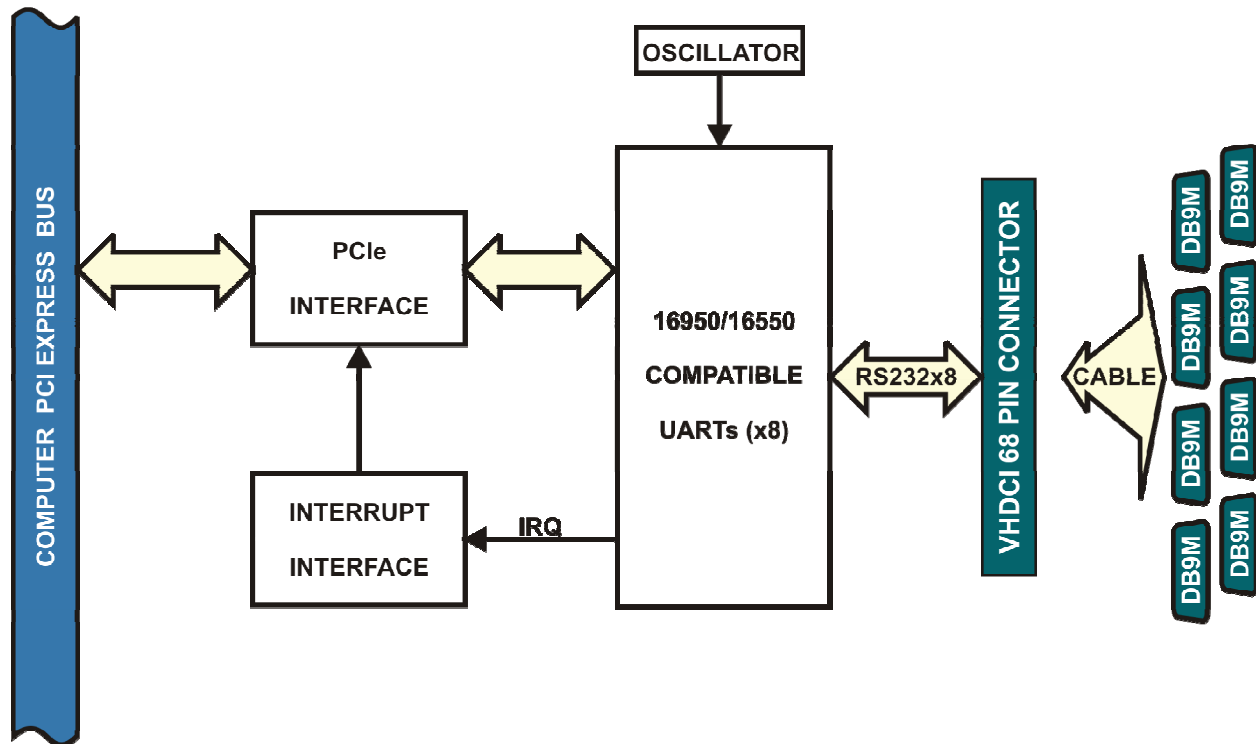 COMPUTER PCI EXPRESS BUS
OSCILLATOR
PCIe
INTERFACE
INTERRUPT
INTERFACE
IRQ
16950/16550
COMPATIBLE
UARTs (x8)
RS232x8
VHDCI 68 PIN CONNECTOR
CABLE
DB9M
DB9M
DB9M
DB9M
DB9M
DB9M
DB9M
DB9M